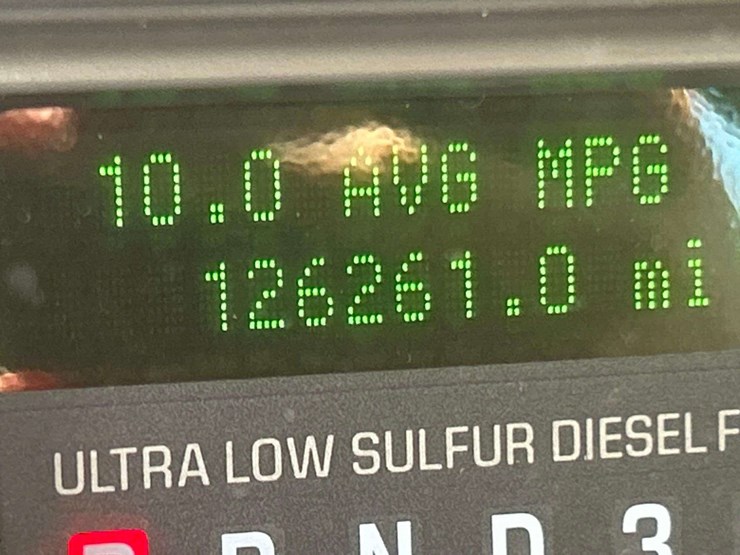 10.0 AVG MPG
126261.0 mi
ULTRA LOW SULFUR DIESEL F
P R N D 3